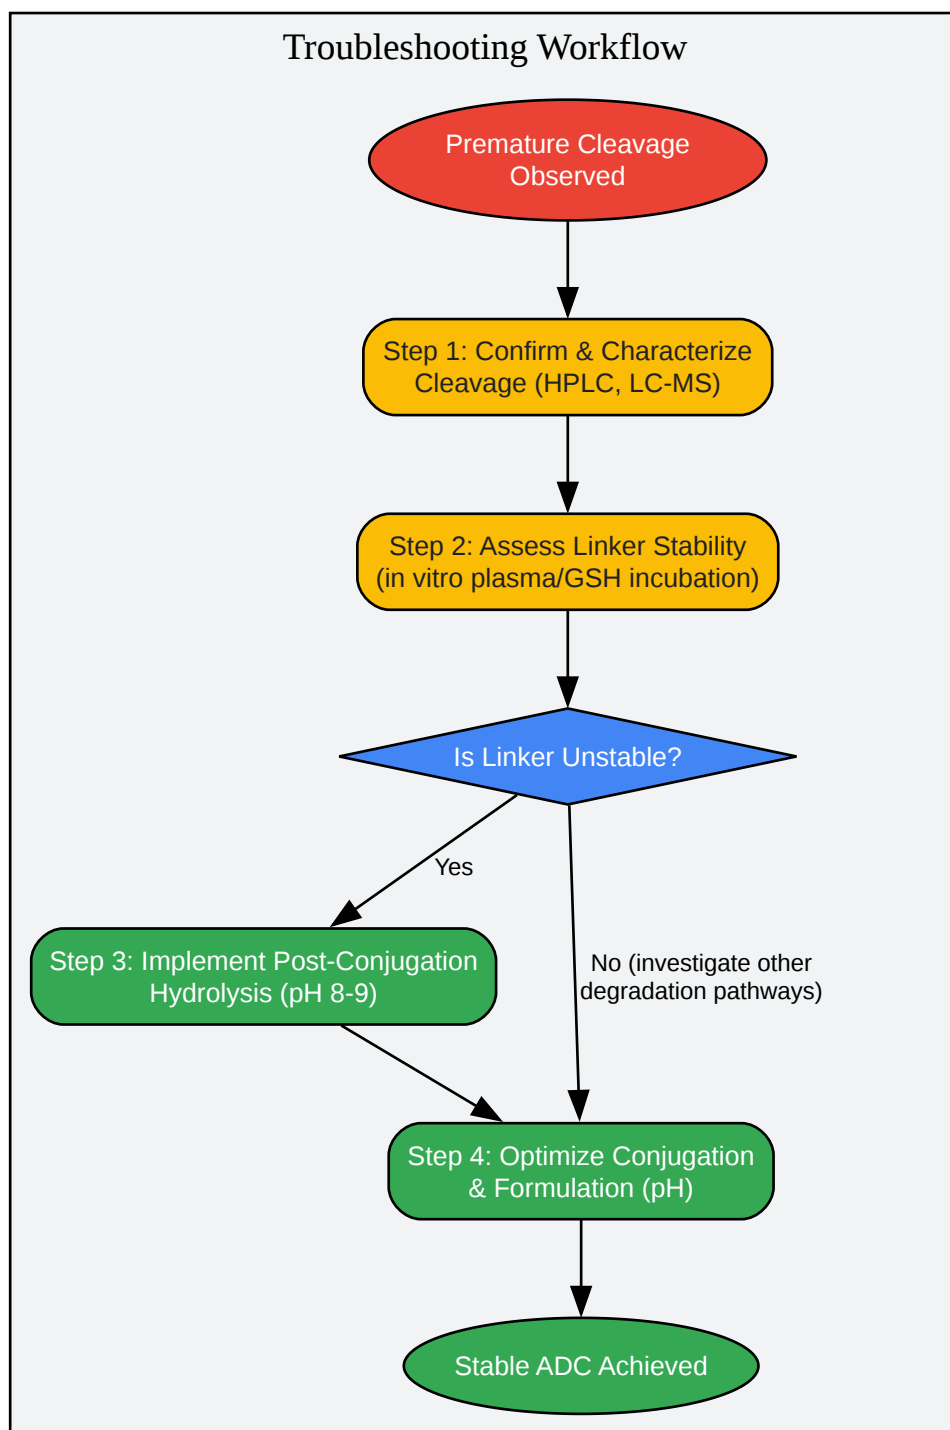 Troubleshooting Workflow
Premature Cleavage
Observed
Step 1: Confirm & Characterize
Cleavage (HPLC, LC-MS)
Step 2: Assess Linker Stability
(in vitro plasma/GSH incubation)
Is Linker Unstable?
Yes
Step 3: Implement Post-Conjugation
Hydrolysis (pH 8-9)
No (investigate other
degradation pathways)
Step 4: Optimize Conjugation
& Formulation (pH)
Stable ADC Achieved